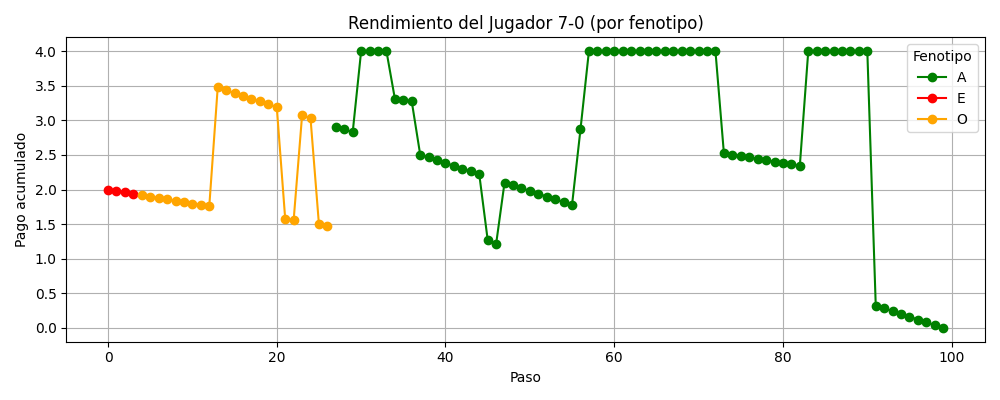 Rendimiento del Jugador 7-0 (por fenotipo)
Pago acumulado
4.0
3.5
3.0
2.5
2.0
1.5
1.0
0.5
0.0
0
20
40
60
80
100
Paso
Fenotipo
A
E
O